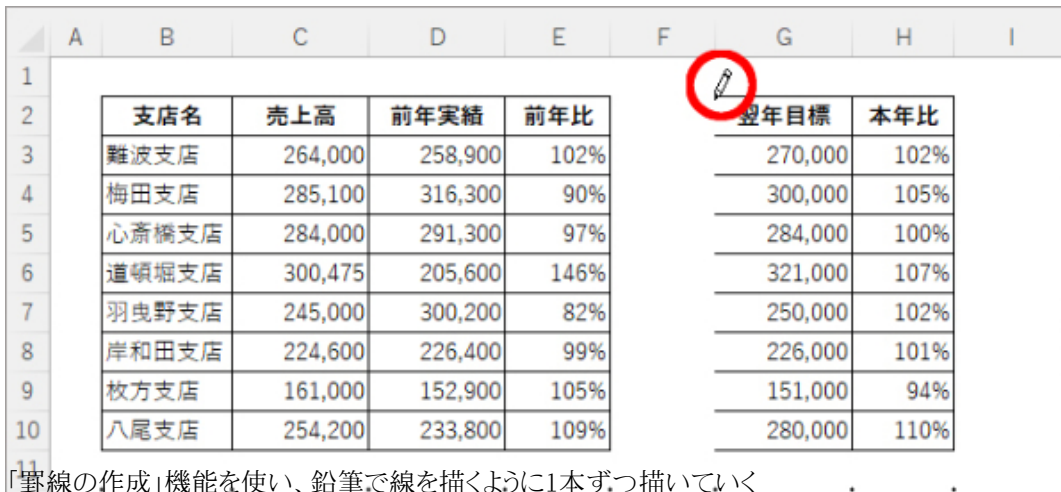 A B C D E F G H I
1
2 支店名 売上高 前年実績 前年比 翌年目標 本年比
3 難波支店 264,000 258,900 102% 270,000 102%
4 梅田支店 285,100 316,300 90% 300,000 105%
5 心斎橋支店 284,000 291,300 97% 284,000 100%
6 道頓堀支店 300,475 205,600 146% 321,000 107%
7 羽曳野支店 245,000 300,200 82% 250,000 102%
8 岸和田支店 224,600 226,400 99% 226,000 101%
9 枚方支店 161,000 152,900 105% 151,000 94%
10 八尾支店 254,200 233,800 109% 280,000 110%
11
「罫線の作成」機能を使い、鉛筆で線を描くように1本ずつ描いていく